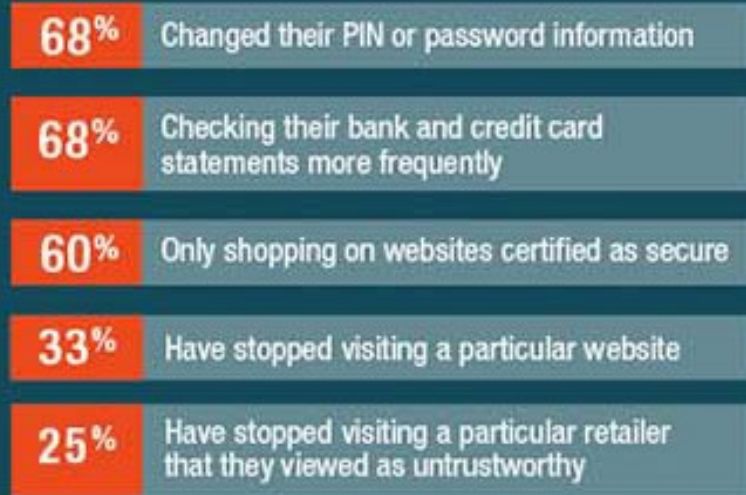 68% Changed their PIN or password information
68% Checking their bank and credit card
statements more frequently
60% Only shopping on websites certified as secure
33% Have stopped visiting a particular website
25% Have stopped visiting a particular retailer
that they viewed as untrustworthy